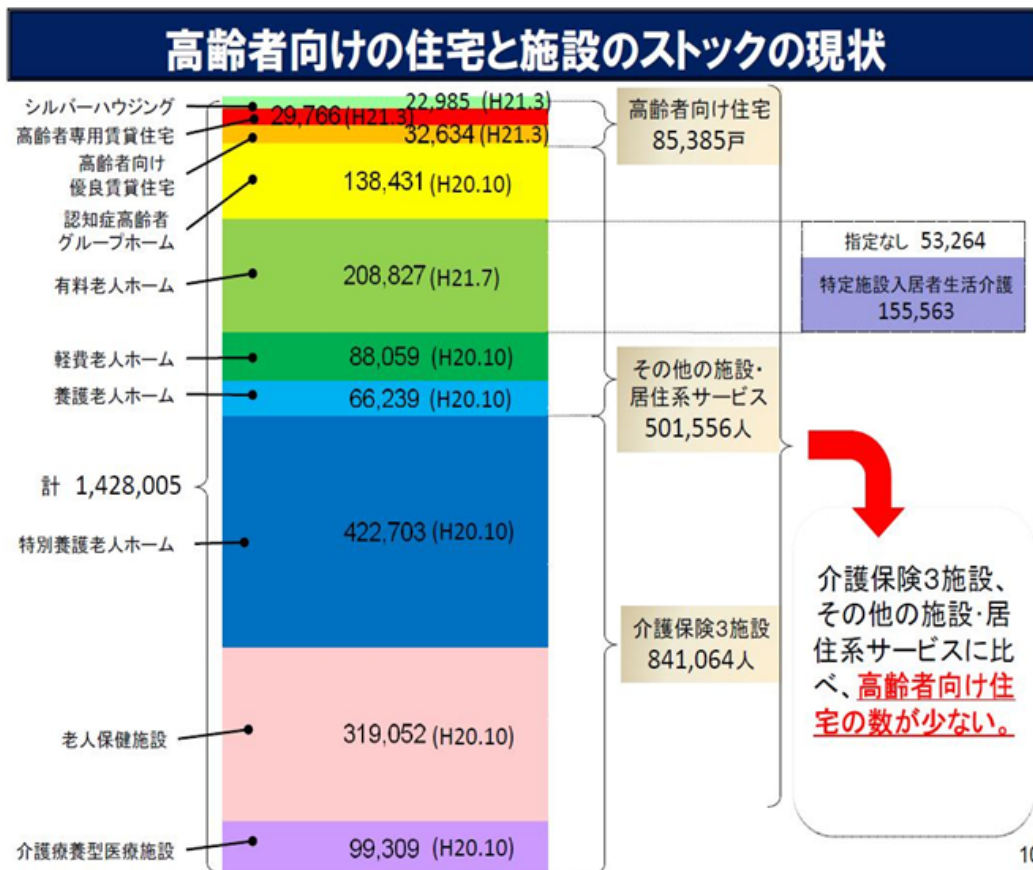 高齢者向けの住宅と施設のストックの現状
シルバーハウジング
22,985 (H21.3)
高齢者専用賃貸住宅
29,766(H21.3)
高齢者向け
優良賃貸住宅
32,634 (H21.3)
認知症高齢者
グループホーム
138,431 (H20.10)
有料老人ホーム
208,827 (H21.7)
軽費老人ホーム
88,059 (H20.10)
養護老人ホーム
66,239 (H20.10)
計 1,428,005
特別養護老人ホーム
422,703 (H20.10)
老人保健施設
319,052 (H20.10)
介護療養型医療施設
99,309 (H20.10)
高齢者向け住宅
85,385戸
指定なし 53,264
特定施設入居者生活介護
155,563
その他の施設・
居住系サービス
501,556人
介護保険3施設
841,064人
介護保険3施設、
その他の施設・居
住系サービスに比
べ、高齢者向け住
宅の数が少ない。
10